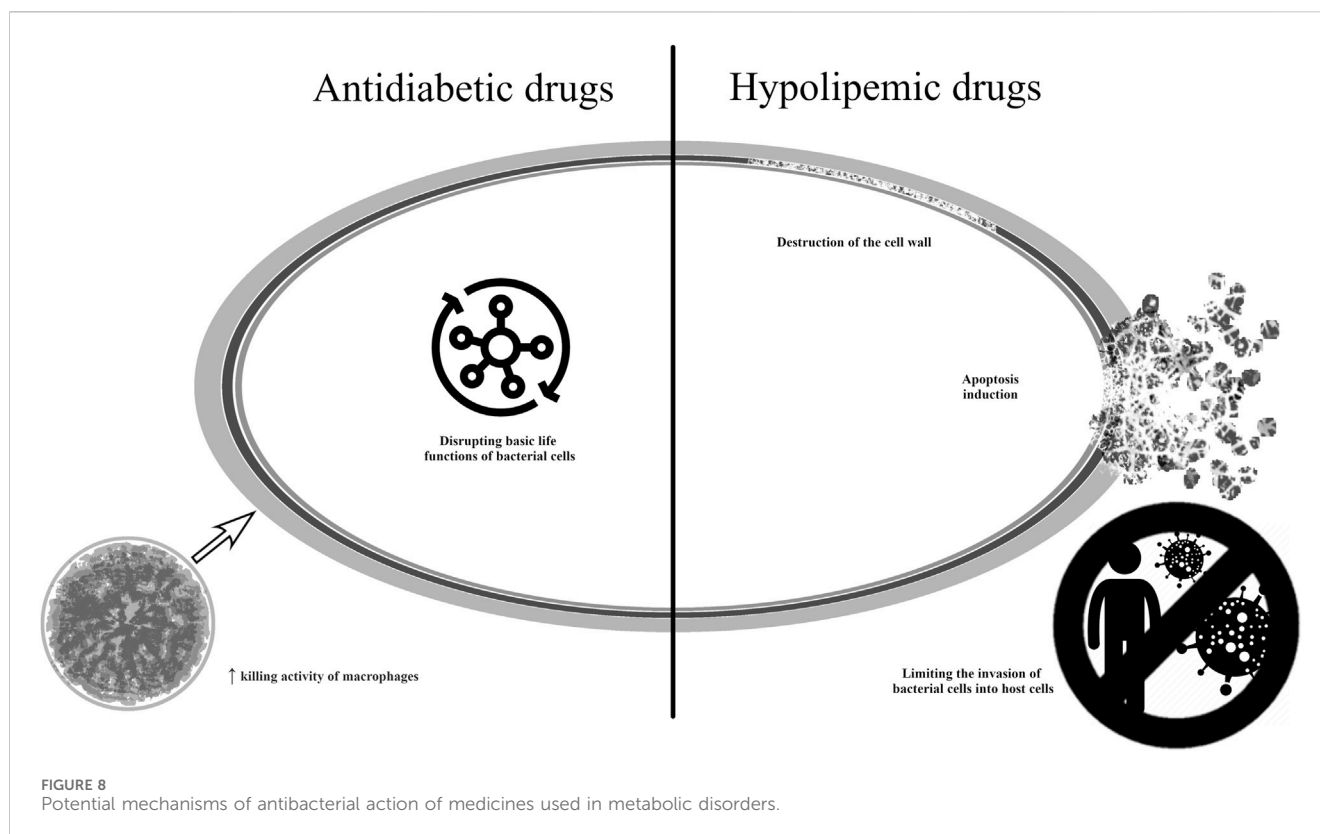 Antidiabetic drugs
Hypolipemic drugs
Destruction of the cell wall
Apoptosis
induction
Disrupting basic life
functions of bacterial cells
↑ killing activity of macrophages
Limiting the invasion of
bacterial cells into host cells
FIGURE 8
Potential mechanisms of antibacterial action of medicines used in metabolic disorders.